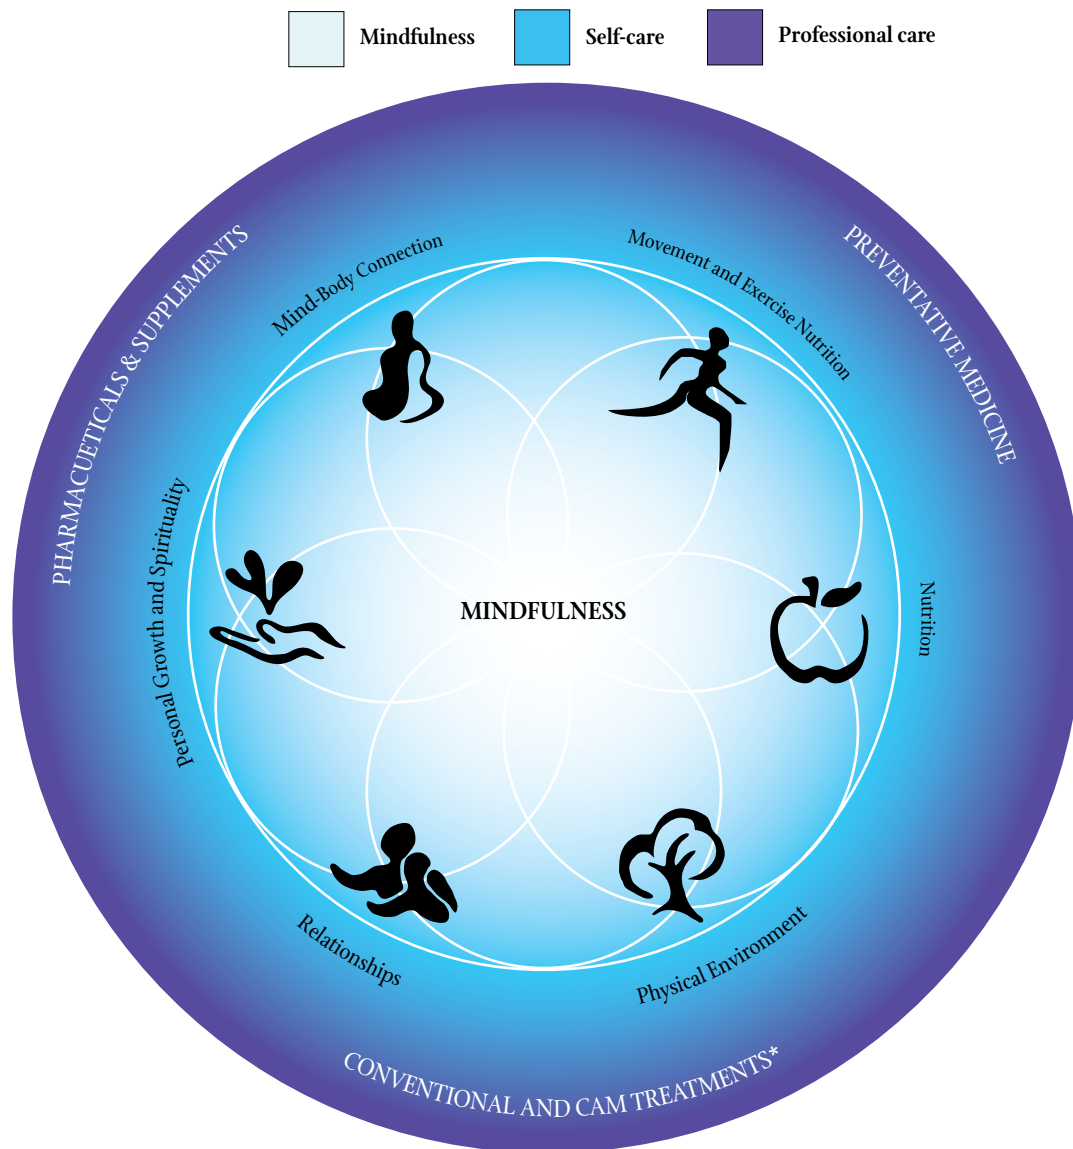 Mindfulness
Self-care
Professional care
PHARMACUETICALS & SUPPLEMENTS
PREVENTATIVE MEDICINE
Mind-Body Connection
Movement and Exercise Nutrition
Personal Growth and Spirituality
MINDFULNESS
Nutrition
Relationships
Physical Environment
CONVENTIONAL AND CAM TREATMENTS*